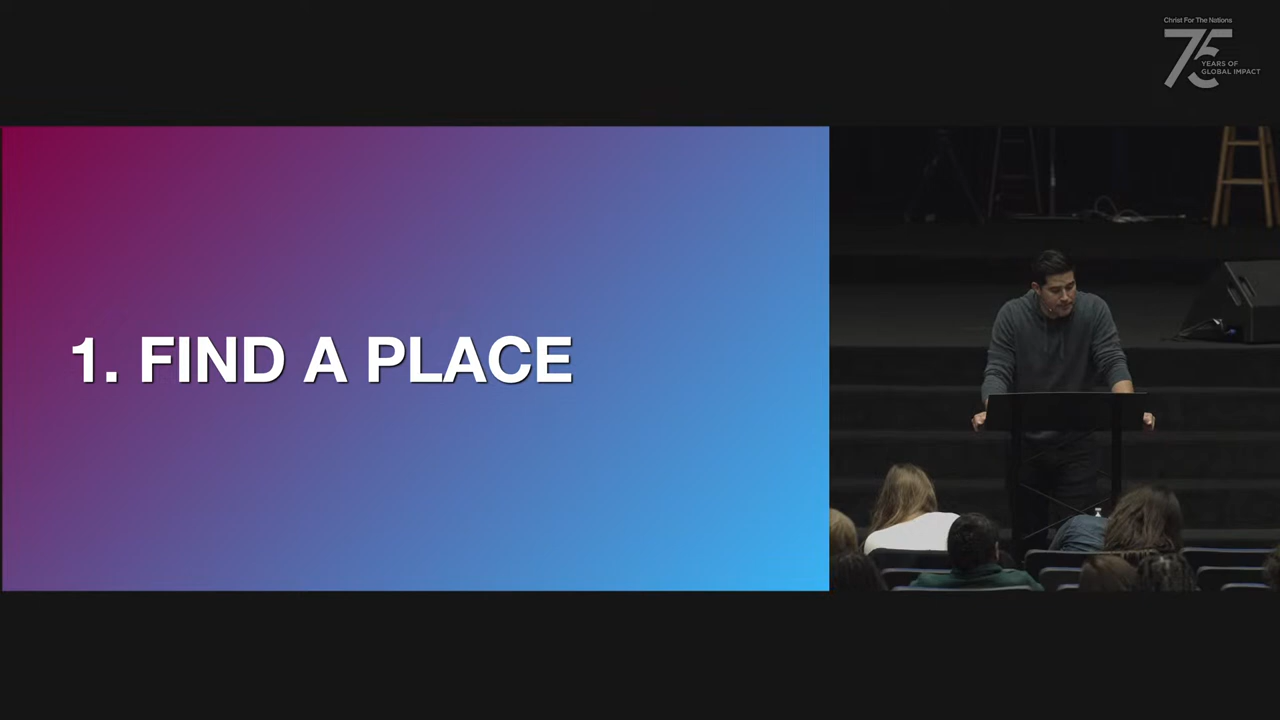 Christ For The Nations
75
YEARS OF
GLOBAL IMPACT
1. FIND A PLACE